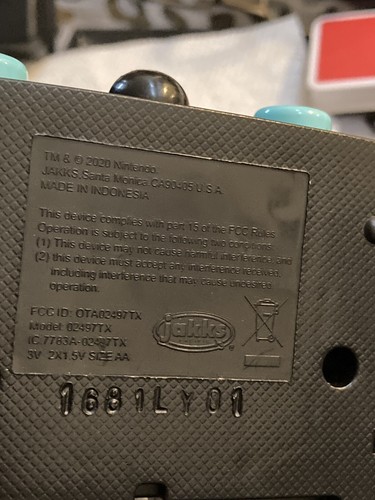 TM & © 2020 Nintendo.
JAKKS, Santa Monica, CA 90405 U.S.A.
MADE IN INDONESIA
This device complies with part 15 of the FCC Rules
Operation is subject to the following two conditions:
(1) This device may not cause harmful interference, and
(2) this device must accept any interference received,
including interference that may cause undesired
operation.
FCC ID: OTA02497TX
Model: 02497TX
IC:7763A-02497TX
3V 2X1.5V SIZE AA
jakks
1681LY01